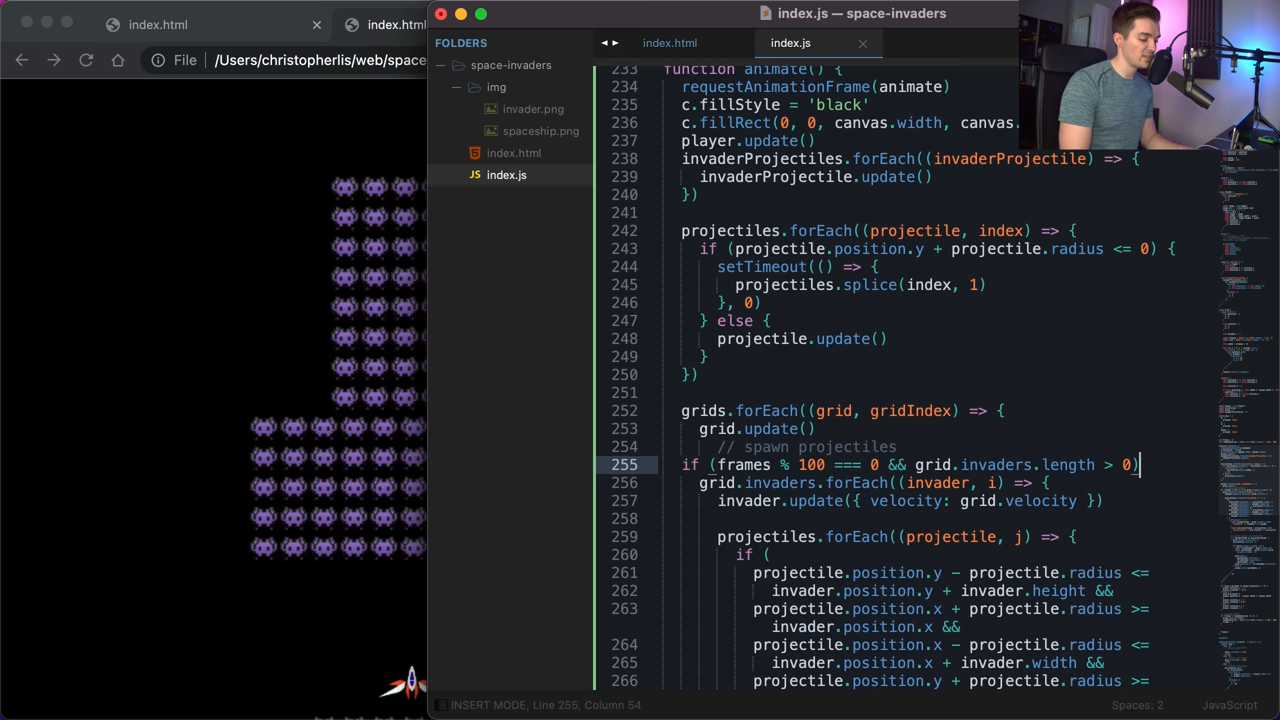 index.html
index.html
File
/Users/christopherlis/web/space
index.js — space-invaders
FOLDERS
space-invaders
img
invader.png
spaceship.png
index.html
JS index.js
index.html
index.js
233 function animate() {
234 requestAnimationFrame(animate)
235 c.fillStyle = 'black'
236 c.fillRect(0, 0, canvas.width, canvas.
237 player.update()
238 invaderProjectiles.forEach((invaderProjectile) => {
239 invaderProjectile.update()
240 })
241
242 projectiles.forEach((projectile, index) => {
243 if (projectile.position.y + projectile.radius <= 0) {
244 setTimeout(() => {
245 projectiles.splice(index, 1)
246 }, 0)
247 } else {
248 projectile.update()
249 }
250 })
251
252 grids.forEach((grid, gridIndex) => {
253 grid.update()
254 // spawn projectiles
255 if (frames % 100 === 0 && grid.invaders.length > 0)
256 grid.invaders.forEach((invader, i) => {
257 invader.update({ velocity: grid.velocity })
258
259 projectiles.forEach((projectile, j) => {
260 if (
261 projectile.position.y - projectile.radius <=
262 invader.position.y + invader.height &&
263 projectile.position.x + projectile.radius >=
invader.position.x &&
264 projectile.position.x - projectile.radius <=
265 invader.position.x + invader.width &&
266 projectile.position.y + projectile.radius >=
INSERT MODE, Line 255, Column 54
Spaces: 2
JavaScript